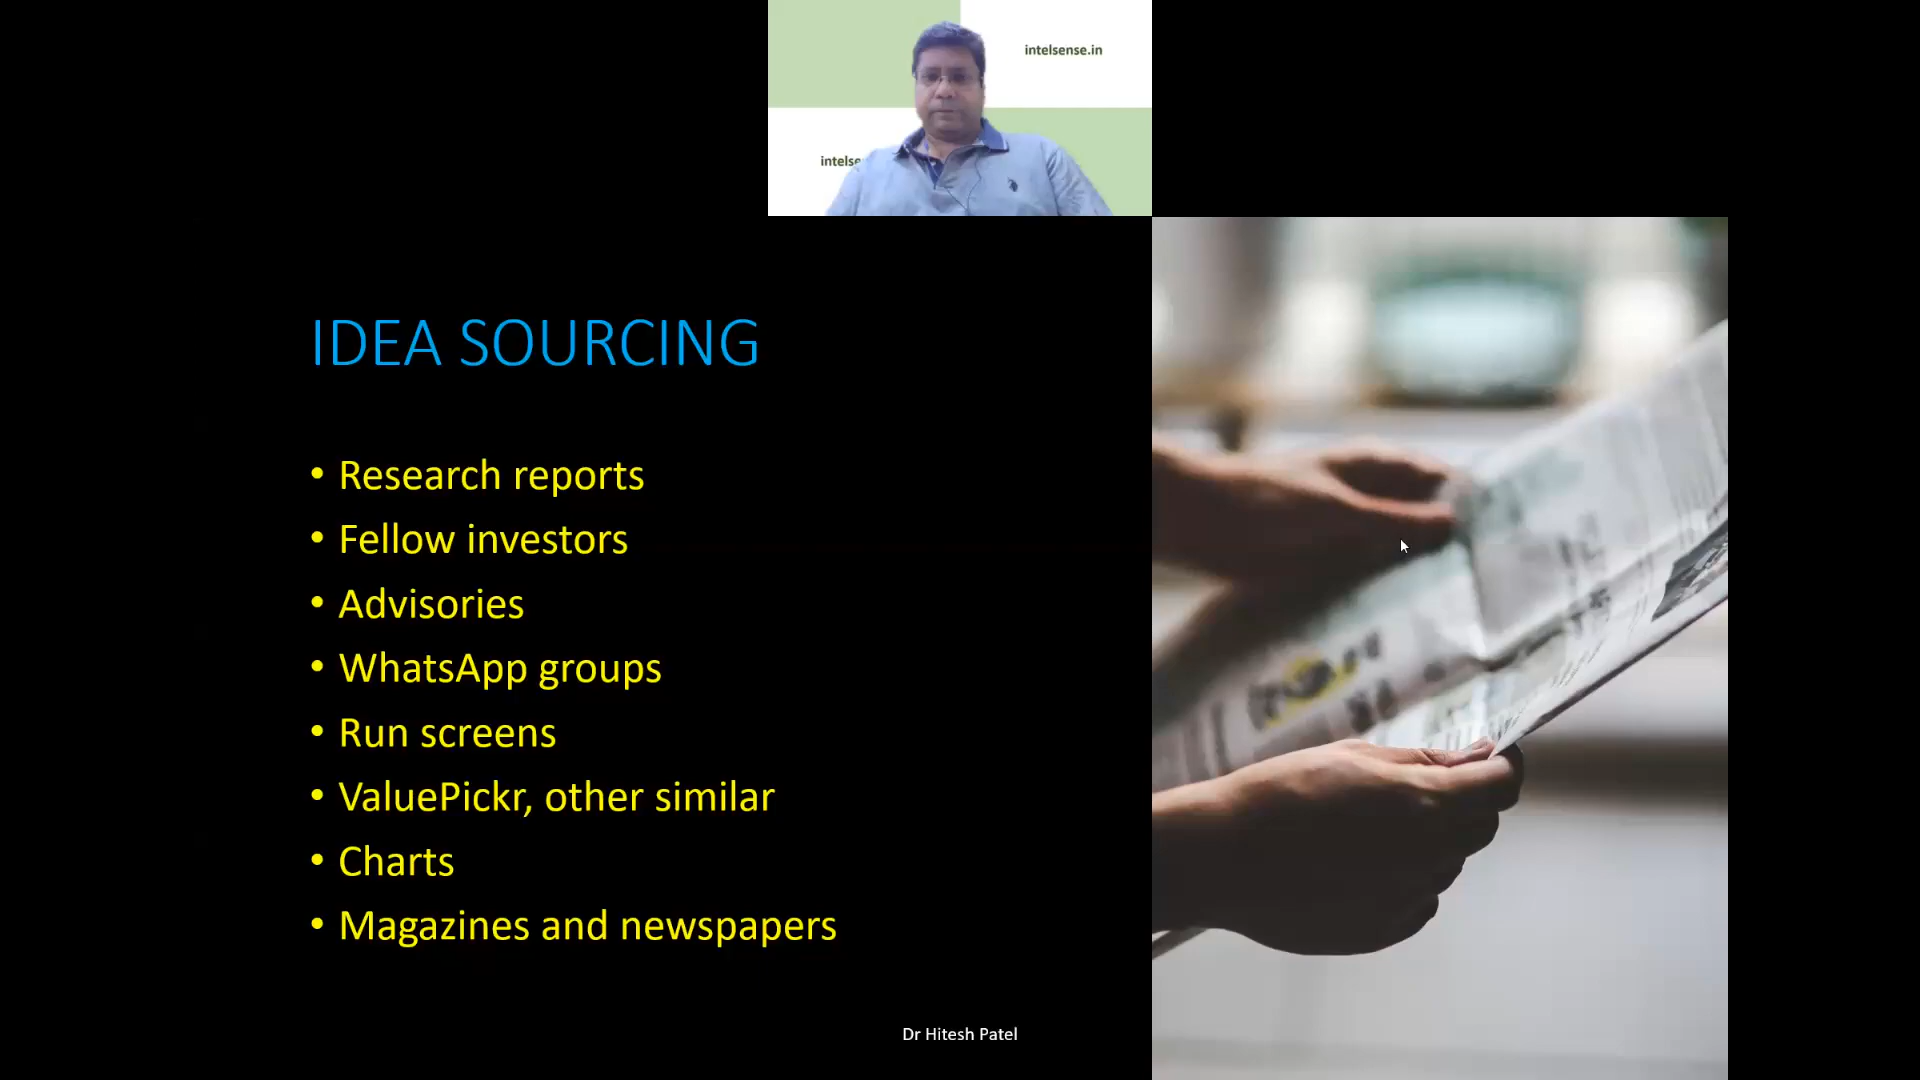 intelsense.in
intelse
IDEA SOURCING
• Research reports
• Fellow investors
• Advisories
• WhatsApp groups
• Run screens
• ValuePickr, other similar
• Charts
• Magazines and newspapers
Dr Hitesh Patel